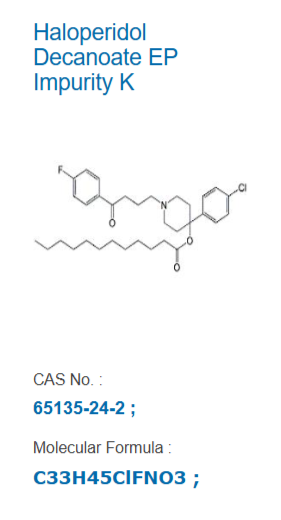 Haloperidol
Decanoate EP
Impurity K
F
N
Cl
O
O
O
CAS No. :
65135-24-2 ;
Molecular Formula :
C33H45ClFNO3 ;